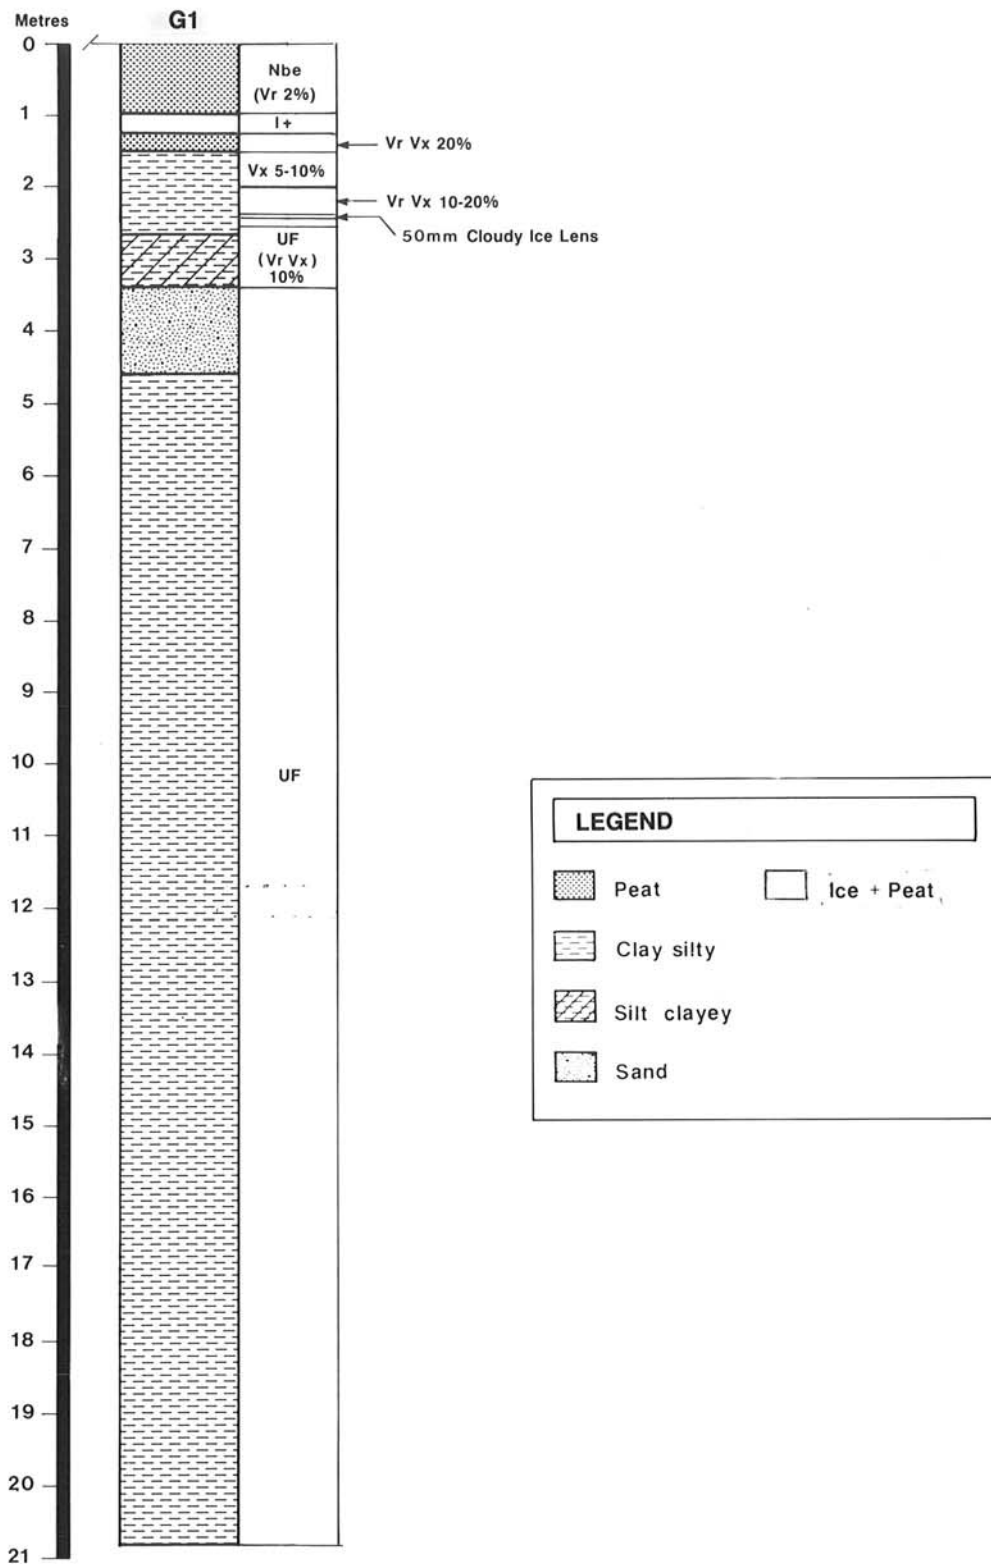 Metres
G1
0
1
2
3
4
5
6
7
8
9
10
11
12
13
14
15
16
17
18
19
20
21
Nbe
(Vr 2%)
I+
Vr Vx 20%
Vx 5-10%
Vr Vx 10-20%
50mm Cloudy Ice Lens
UF
(Vr Vx)
10%
UF
LEGEND
Peat
Ice + Peat
Clay silty
Silt clayey
Sand